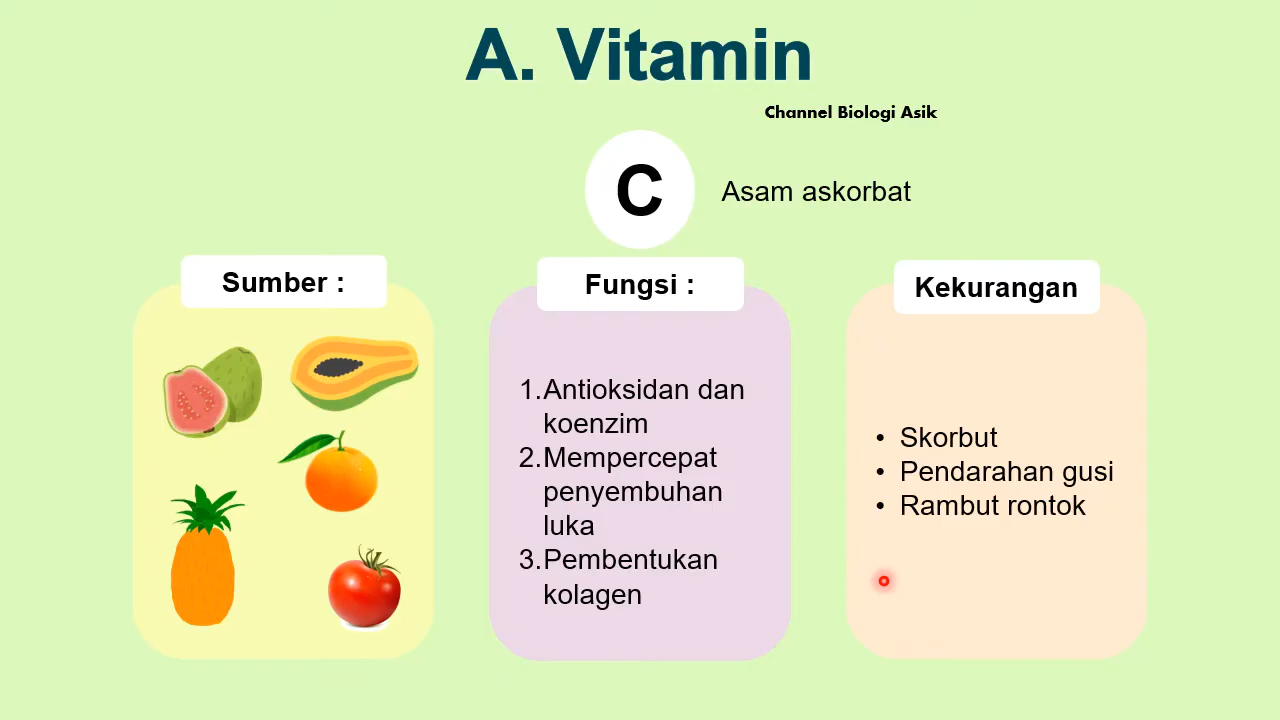 A. Vitamin
Channel Biologi Asik
C
Asam askorbat
Sumber :
Fungsi :
1.Antioksidan dan
koenzim
2.Mempercepat
penyembuhan
luka
3.Pembentukan
kolagen
Kekurangan
• Skorbut
• Pendarahan gusi
• Rambut rontok